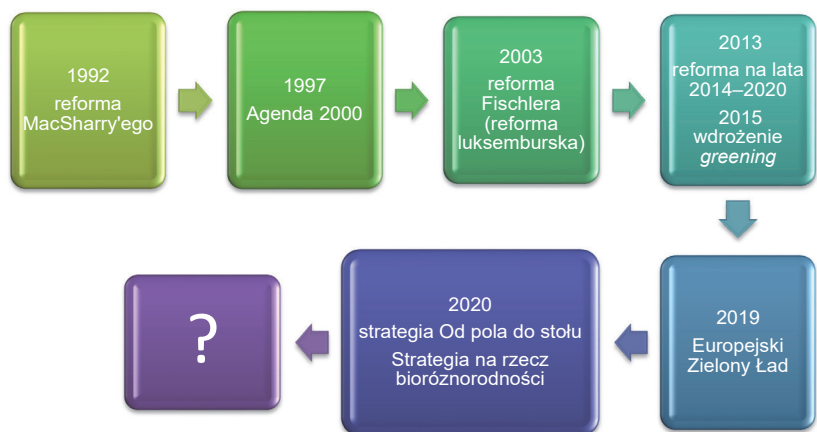 1992
reforma
MacSharry'ego
1997
Agenda 2000
2003
reforma
Fischlera
(reforma
luksemburska)
2013
reforma na lata
2014–2020
2015
wdrożenie
greening
2019
Europejski
Zielony Ład
2020
strategia Od pola do stołu
Strategia na rzecz
bioróznorodności
?